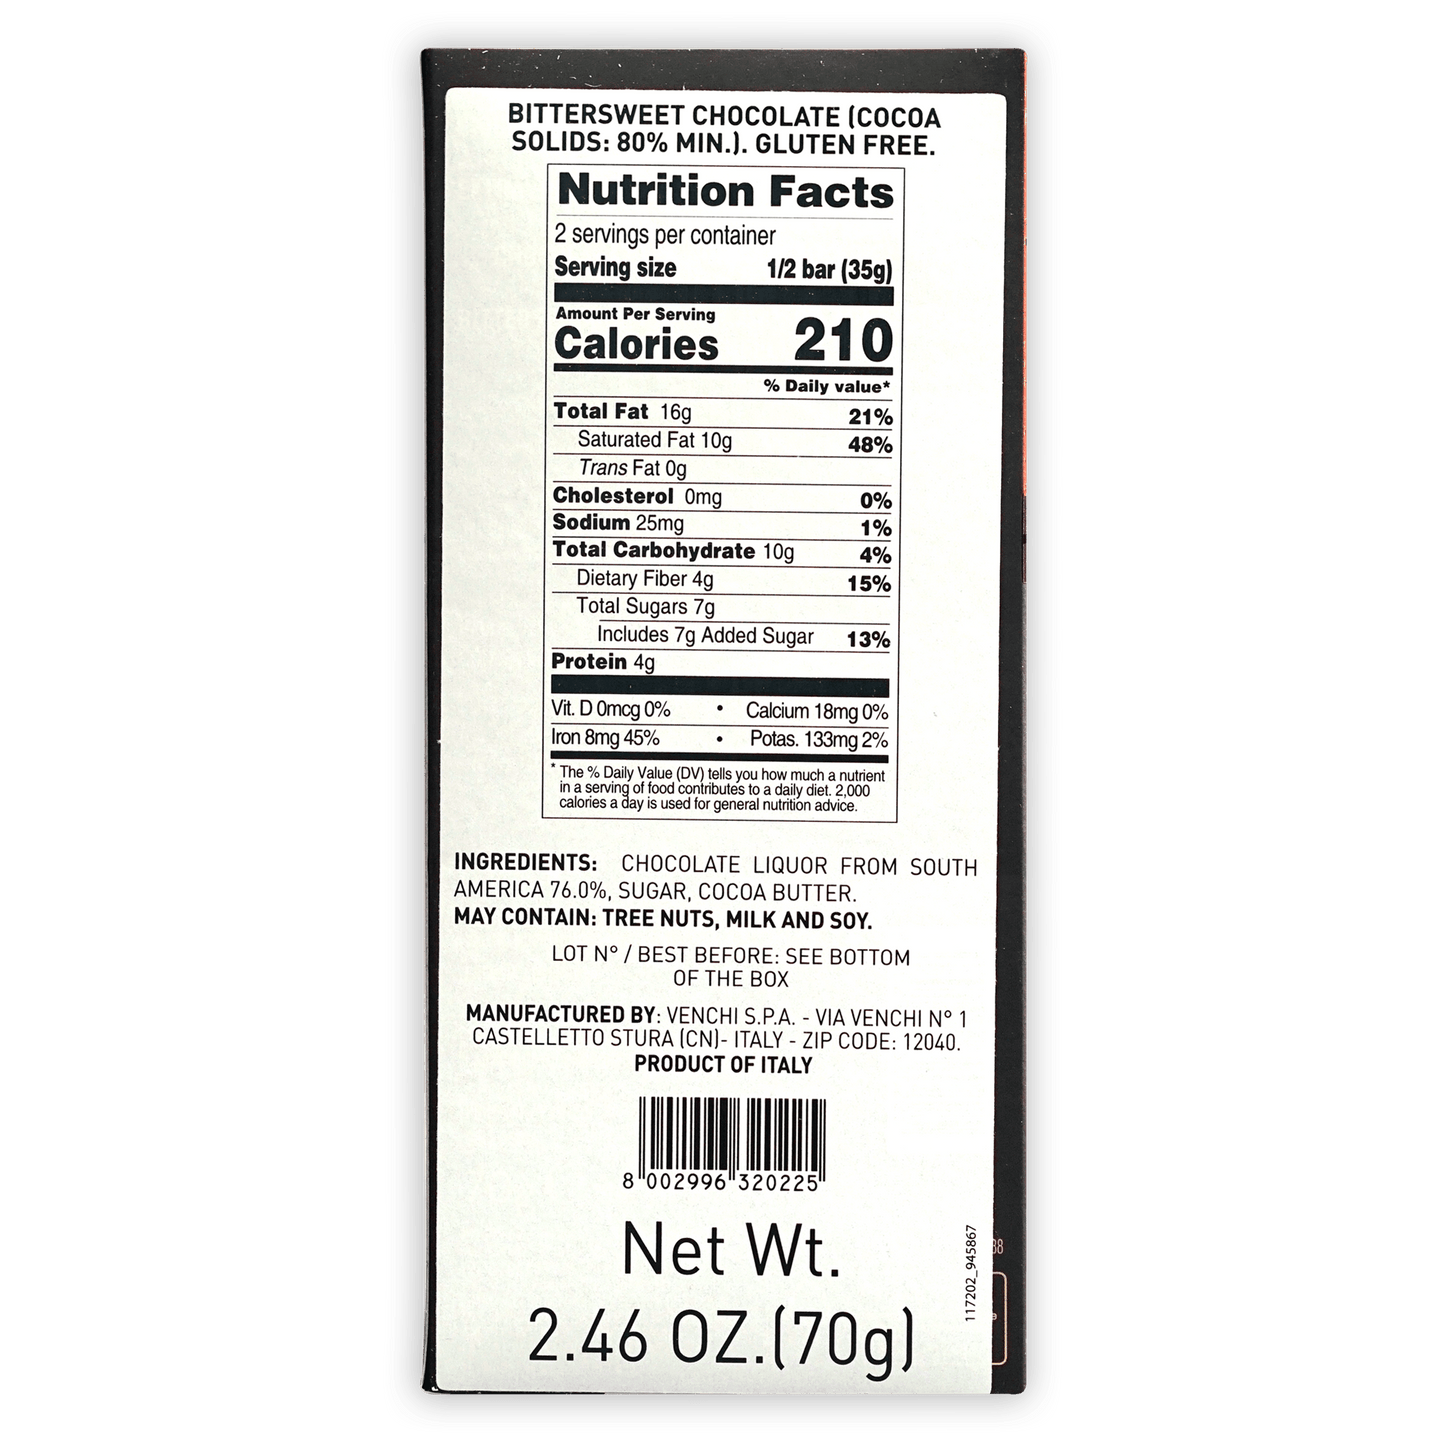 BITTERSWEET CHOCOLATE (COCOA
SOLIDS: 80% MIN.). GLUTEN FREE.
Nutrition Facts
2 servings per container
Serving size 1/2 bar (35g)
Amount Per Serving
Calories 210
% Daily value*
Total Fat 16g 21%
Saturated Fat 10g 48%
Trans Fat 0g
Cholesterol 0mg 0%
Sodium 25mg 1%
Total Carbohydrate 10g 4%
Dietary Fiber 4g 15%
Total Sugars 7g
Includes 7g Added Sugar 13%
Protein 4g
Vit. D 0mcg 0% • Calcium 18mg 0%
Iron 8mg 45% • Potas. 133mg 2%
* The % Daily Value (DV) tells you how much a nutrient
in a serving of food contributes to a daily diet. 2,000
calories a day is used for general nutrition advice.
INGREDIENTS: CHOCOLATE LIQUOR FROM SOUTH
AMERICA 76.0%, SUGAR, COCOA BUTTER.
MAY CONTAIN: TREE NUTS, MILK AND SOY.
LOT N° / BEST BEFORE: SEE BOTTOM
OF THE BOX
MANUFACTURED BY: VENCHI S.P.A. - VIA VENCHI N° 1
CASTELLETTO STURA (CN)- ITALY - ZIP CODE: 12040.
PRODUCT OF ITALY
8 002996 320225
Net Wt.
2.46 OZ.(70g)
117202_945867